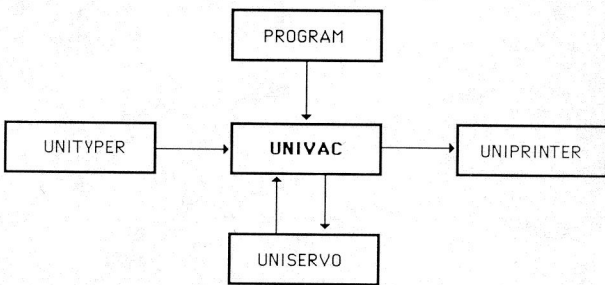 PROGRAM
UNITYPER
UNIVAC
UNIPRINTER
UNISERVO